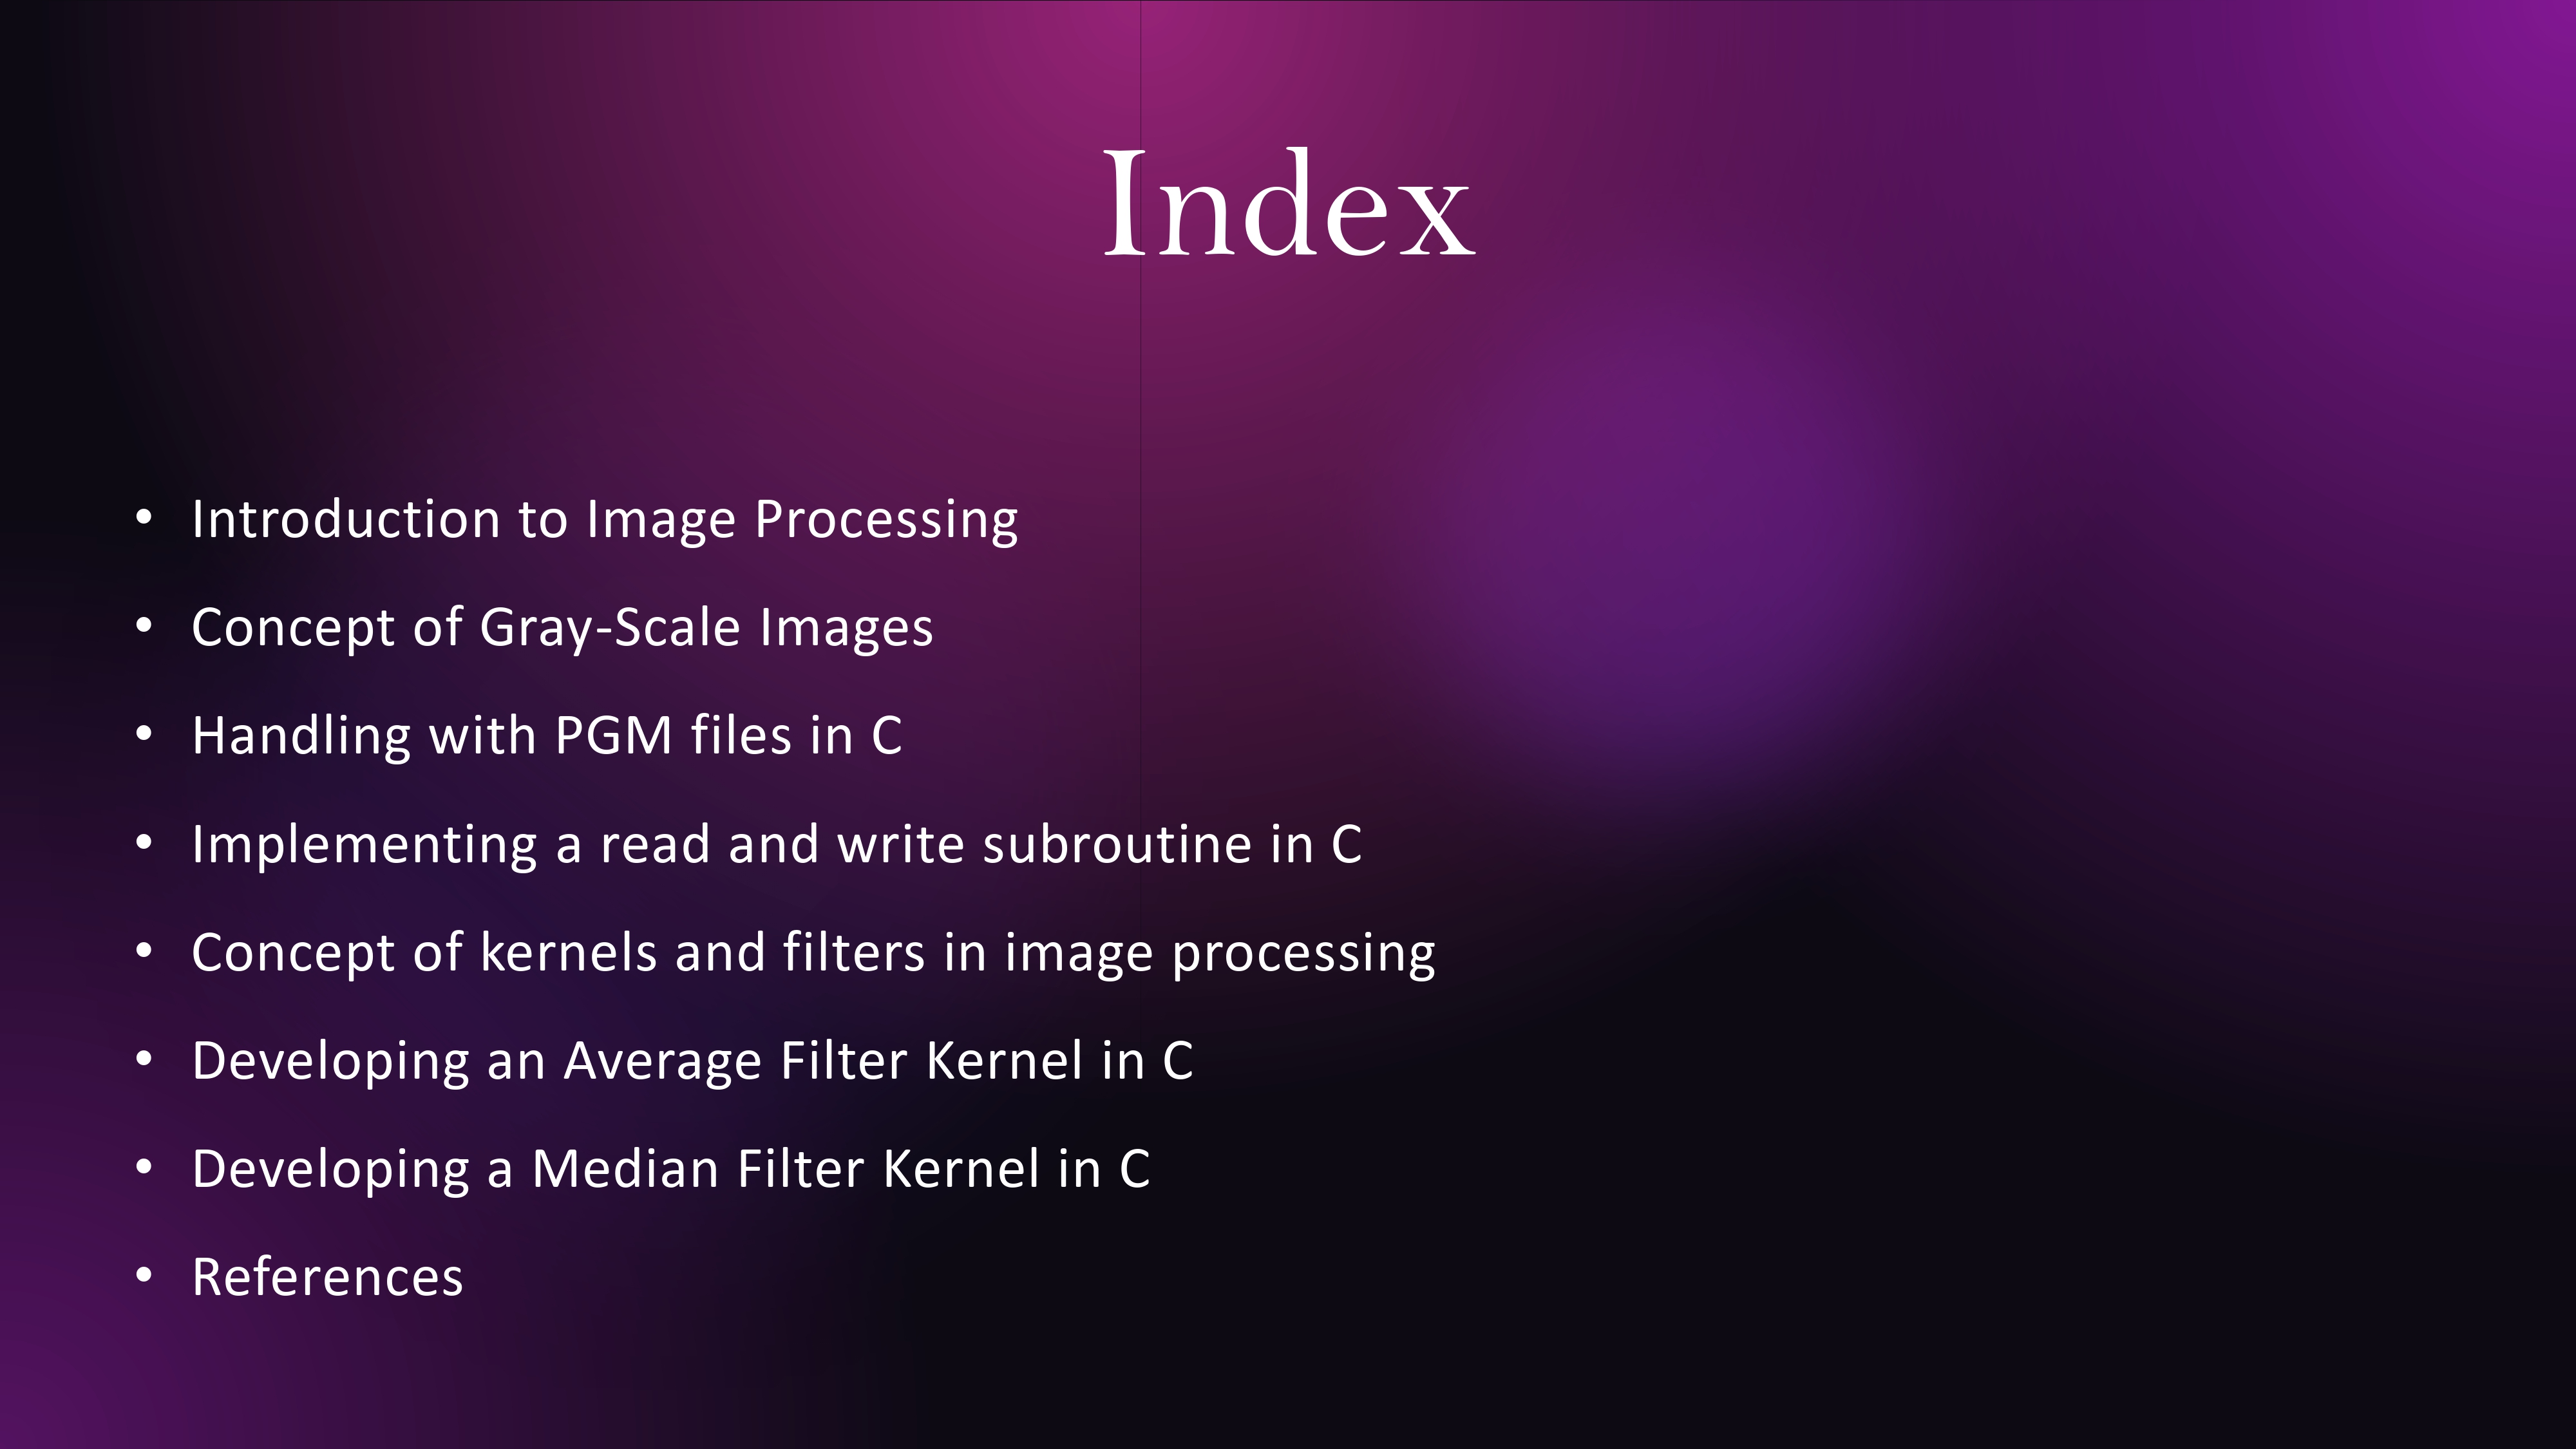 Index
• Introduction to Image Processing
• Concept of Gray-Scale Images
• Handling with PGM files in C
• Implementing a read and write subroutine in C
• Concept of kernels and filters in image processing
• Developing an Average Filter Kernel in C
• Developing a Median Filter Kernel in C
• References